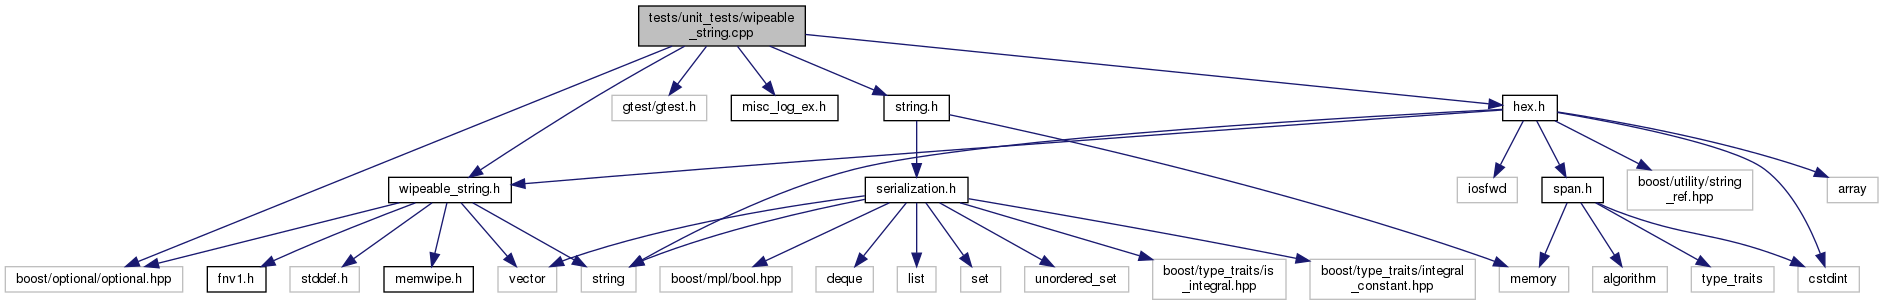 tests/unit_tests/wipeable
_string.cpp
gtest/gtest.h
misc_log_ex.h
string.h
hex.h
wipeable_string.h
serialization.h
iosfwd
span.h
boost/utility/string
_ref.hpp
array
boost/optional/optional.hpp
fnv1.h
stddef.h
memwipe.h
vector
string
boost/mpl/bool.hpp
deque
list
set
unordered_set
boost/type_traits/is
_integral.hpp
boost/type_traits/integral
_constant.hpp
memory
algorithm
type_traits
cstdint